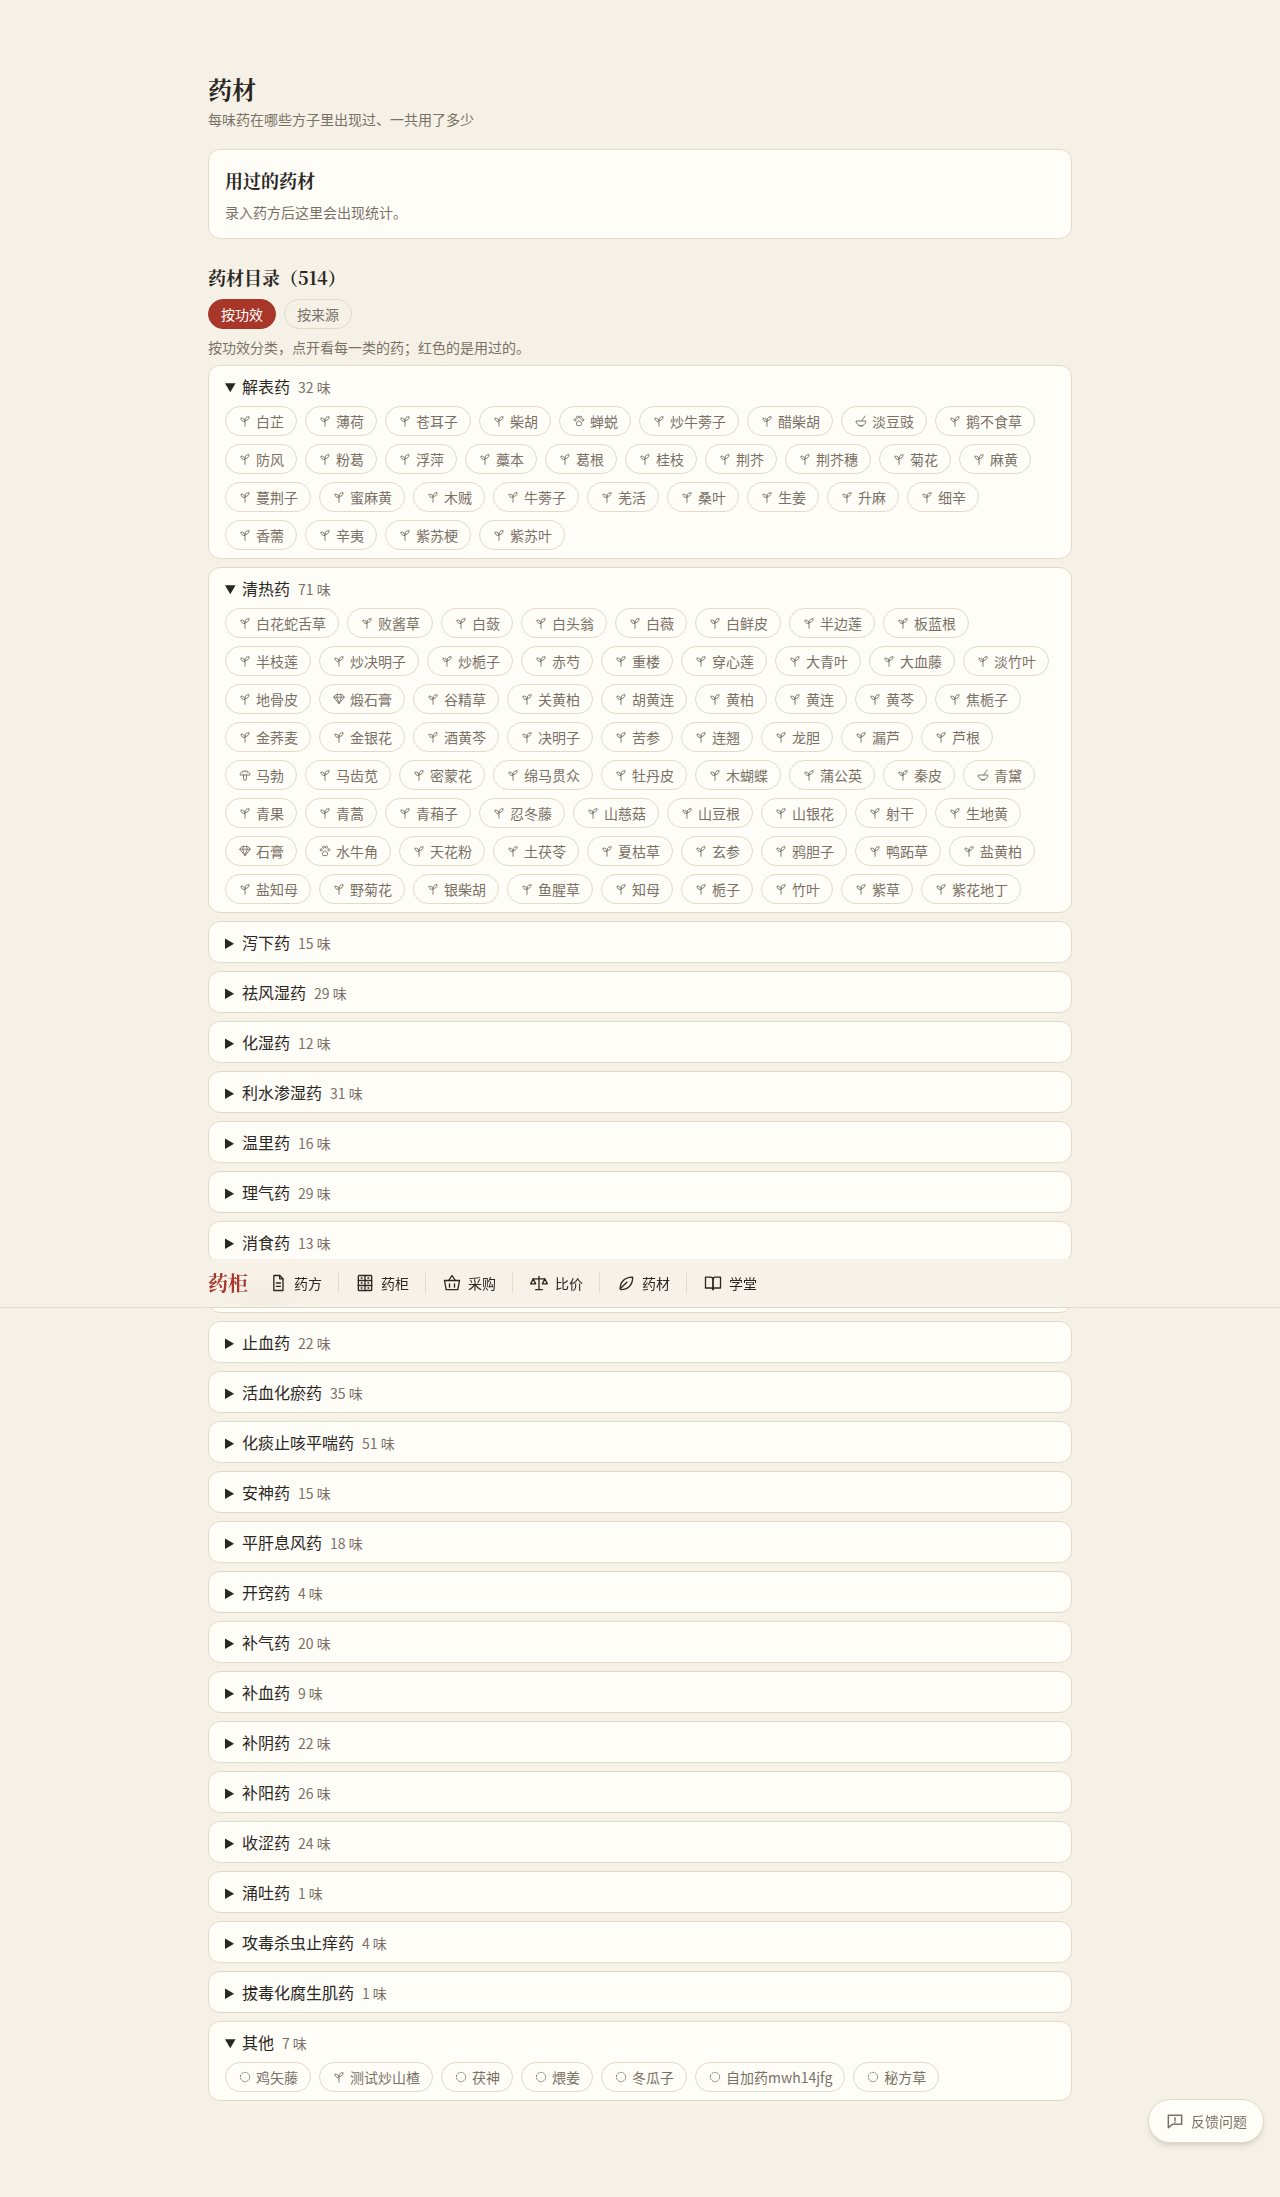 药材
每味药在哪些方子里出现过、一共用了多少
用过的药材
录入药方后这里会出现统计。
药材目录（514）
按功效 按来源
按功效分类，点开看每一类的药；红色的是用过的。
解表药 32 味
白芷 薄荷 苍耳子 柴胡 蝉蜕 炒牛蒡子 醋柴胡 淡豆豉 鹅不食草
防风 粉葛 浮萍 藁本 葛根 桂枝 荆芥 荆芥穗 菊花 麻黄
蔓荆子 蜜麻黄 木贼 牛蒡子 羌活 桑叶 生姜 升麻 细辛
香薷 辛夷 紫苏梗 紫苏叶
清热药 71 味
白花蛇舌草 败酱草 白蔹 白头翁 白薇 白鲜皮 半边莲 板蓝根
半枝莲 炒决明子 炒栀子 赤芍 重楼 穿心莲 大青叶 大血藤 淡竹叶
地骨皮 煅石膏 谷精草 关黄柏 胡黄连 黄柏 黄连 黄芩 焦栀子
金荞麦 金银花 酒黄芩 决明子 苦参 连翘 龙胆 漏芦 芦根
马勃 马齿苋 密蒙花 绵马贯众 牡丹皮 木蝴蝶 蒲公英 秦皮 青黛
青果 青蒿 青葙子 忍冬藤 山慈菇 山豆根 山银花 射干 生地黄
石膏 水牛角 天花粉 土茯苓 夏枯草 玄参 鸦胆子 鸭跖草 盐黄柏
盐知母 野菊花 银柴胡 鱼腥草 知母 栀子 竹叶 紫草 紫花地丁
泻下药 15 味
祛风湿药 29 味
化湿药 12 味
利水渗湿药 31 味
温里药 16 味
理气药 29 味
消食药 13 味
药柜 药方 药柜 采购 比价 药材 学堂
止血药 22 味
活血化瘀药 35 味
化痰止咳平喘药 51 味
安神药 15 味
平肝息风药 18 味
开窍药 4 味
补气药 20 味
补血药 9 味
补阴药 22 味
补阳药 26 味
收涩药 24 味
涌吐药 1 味
攻毒杀虫止痒药 4 味
拔毒化腐生肌药 1 味
其他 7 味
鸡矢藤 测试炒山楂 茯神 煨姜 冬瓜子 自加药mwh14jfg 秘方草
反馈问题